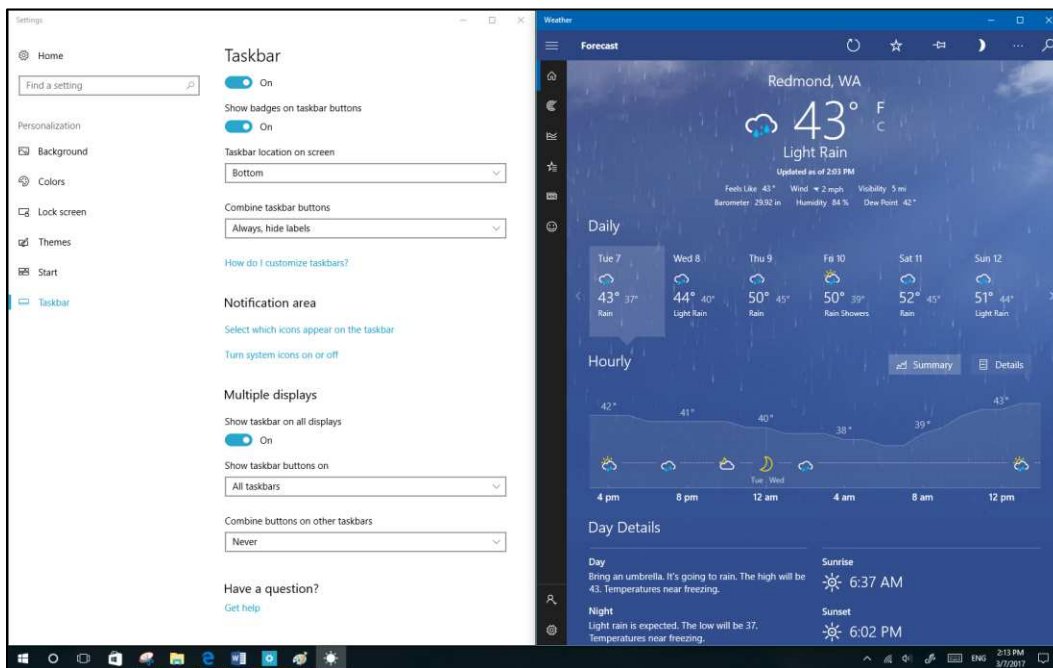 Settings
Home
Find a setting
Personalization
Background
Colors
Lock screen
Themes
Start
Taskbar
Taskbar
On
Show badges on taskbar buttons
On
Taskbar location on screen
Bottom
Combine taskbar buttons
Always, hide labels
How do I customize taskbars?
Notification area
Select which icons appear on the taskbar
Turn system icons on or off
Multiple displays
Show taskbar on all displays
On
Show taskbar buttons on
All taskbars
Combine buttons on other taskbars
Never
Have a question?
Get help
Weather
Forecast
Redmond, WA
43° F
C
Light Rain
Updated as of 2:03 PM
Feels Like 43° Wind 2 mph Visibility 5 mi
Barometer 29.92 in Humidity 84 % Dew Point 42°
Daily
Tue 7 Wed 8 Thu 9 Fri 10 Sat 11 Sun 12
43° 37° 44° 40° 50° 45° 50° 39° 52° 45° 51° 44°
Rain Light Rain Rain Rain Showers Rain Light Rain
Hourly
Summary Details
42° 41° 40° 38° 39° 43°
Tue Wed
4 pm 8 pm 12 am 4 am 8 am 12 pm
Day Details
Day
Bring an umbrella. It's going to rain. The high will be
43. Temperatures near freezing.
Night
Light rain is expected. The low will be 37.
Temperatures near freezing.
Sunrise
6:37 AM
Sunset
6:02 PM
ENG
2:13 PM
3/7/2017